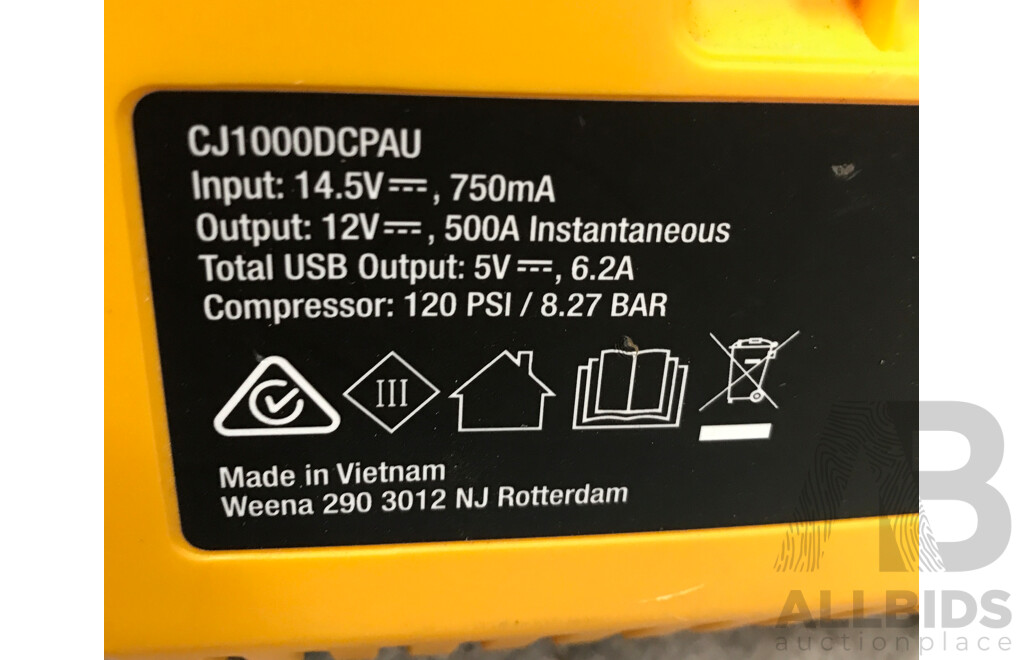 CJ1000DCPAU
Input: 14.5V⎓, 750mA
Output: 12V⎓, 500A Instantaneous
Total USB Output: 5V⎓, 6.2A
Compressor: 120 PSI / 8.27 BAR
III
Made in Vietnam
Weena 290 3012 NJ Rotterdam
AB
ALLBIDS
auctionplace